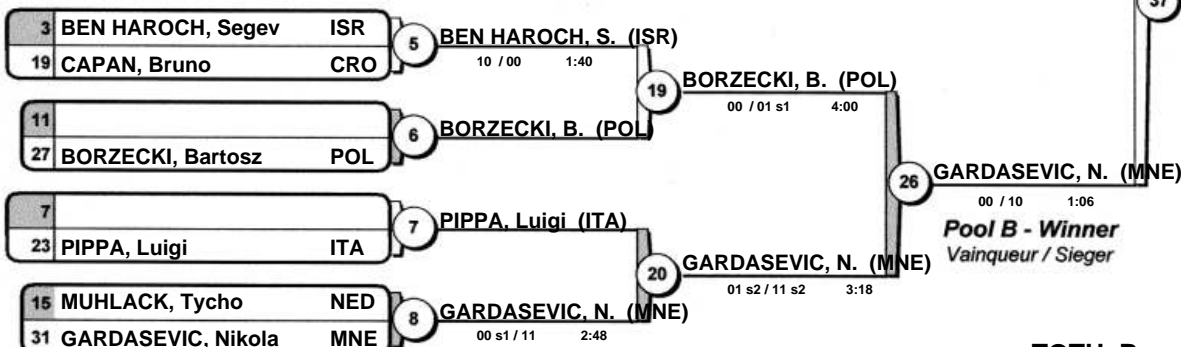 37
3 BEN HAROCH, Segev ISR
19 CAPAN, Bruno CRO
5
BEN HAROCH, S. (ISR)
10 / 00 1:40
11
27 BORZECKI, Bartosz POL
6
BORZECKI, B. (POL)
19
BORZECKI, B. (POL)
00 / 01 s1 4:00
7
23 PIPPA, Luigi ITA
7
PIPPA, Luigi (ITA)
15 MUHLACK, Tycho NED
31 GARDASEVIC, Nikola MNE
8
GARDASEVIC, N. (MNE)
00 s1 / 11 2:48
20
GARDASEVIC, N. (MNE)
01 s2 / 11 s2 3:18
26
GARDASEVIC, N. (MNE)
00 / 10 1:06
Pool B - Winner
Vainqueur / Sieger